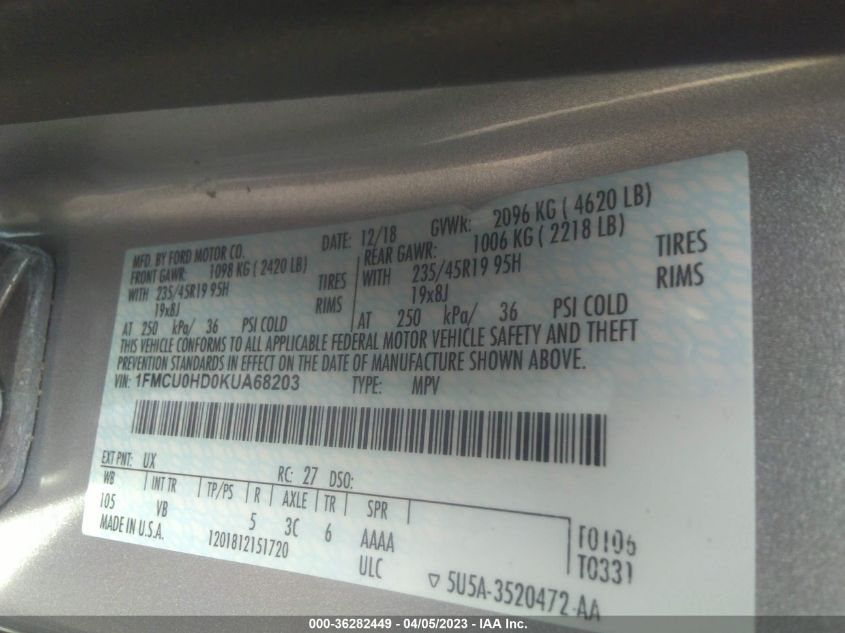 MFD. BY FORD MOTOR CO. DATE: 12/18 GVWR: 2096 KG ( 4620 LB)
FRONT GAWR: 1098 KG ( 2420 LB) REAR GAWR: 1006 KG ( 2218 LB)
WITH 235/45R19 95H TIRES WITH 235/45R19 95H TIRES
19x8J RIMS 19x8J RIMS
AT 250 kPa/ 36 PSI COLD AT 250 kPa/ 36 PSI COLD
THIS VEHICLE CONFORMS TO ALL APPLICABLE FEDERAL MOTOR VEHICLE SAFETY AND THEFT
PREVENTION STANDARDS IN EFFECT ON THE DATE OF MANUFACTURE SHOWN ABOVE.
VIN: 1FMCU0HD0KUA68203 TYPE: MPV
EXT PNT: UX RC: 27 DSO:
WB INT TR TP/PS R AXLE TR SPR
105 VB 5 3C 6 AAAA F0106
MADE IN U.S.A. 1201812151720 ULC T0331
5U5A-3520472-AA
000-36282449 - 04/05/2023 - IAA Inc.